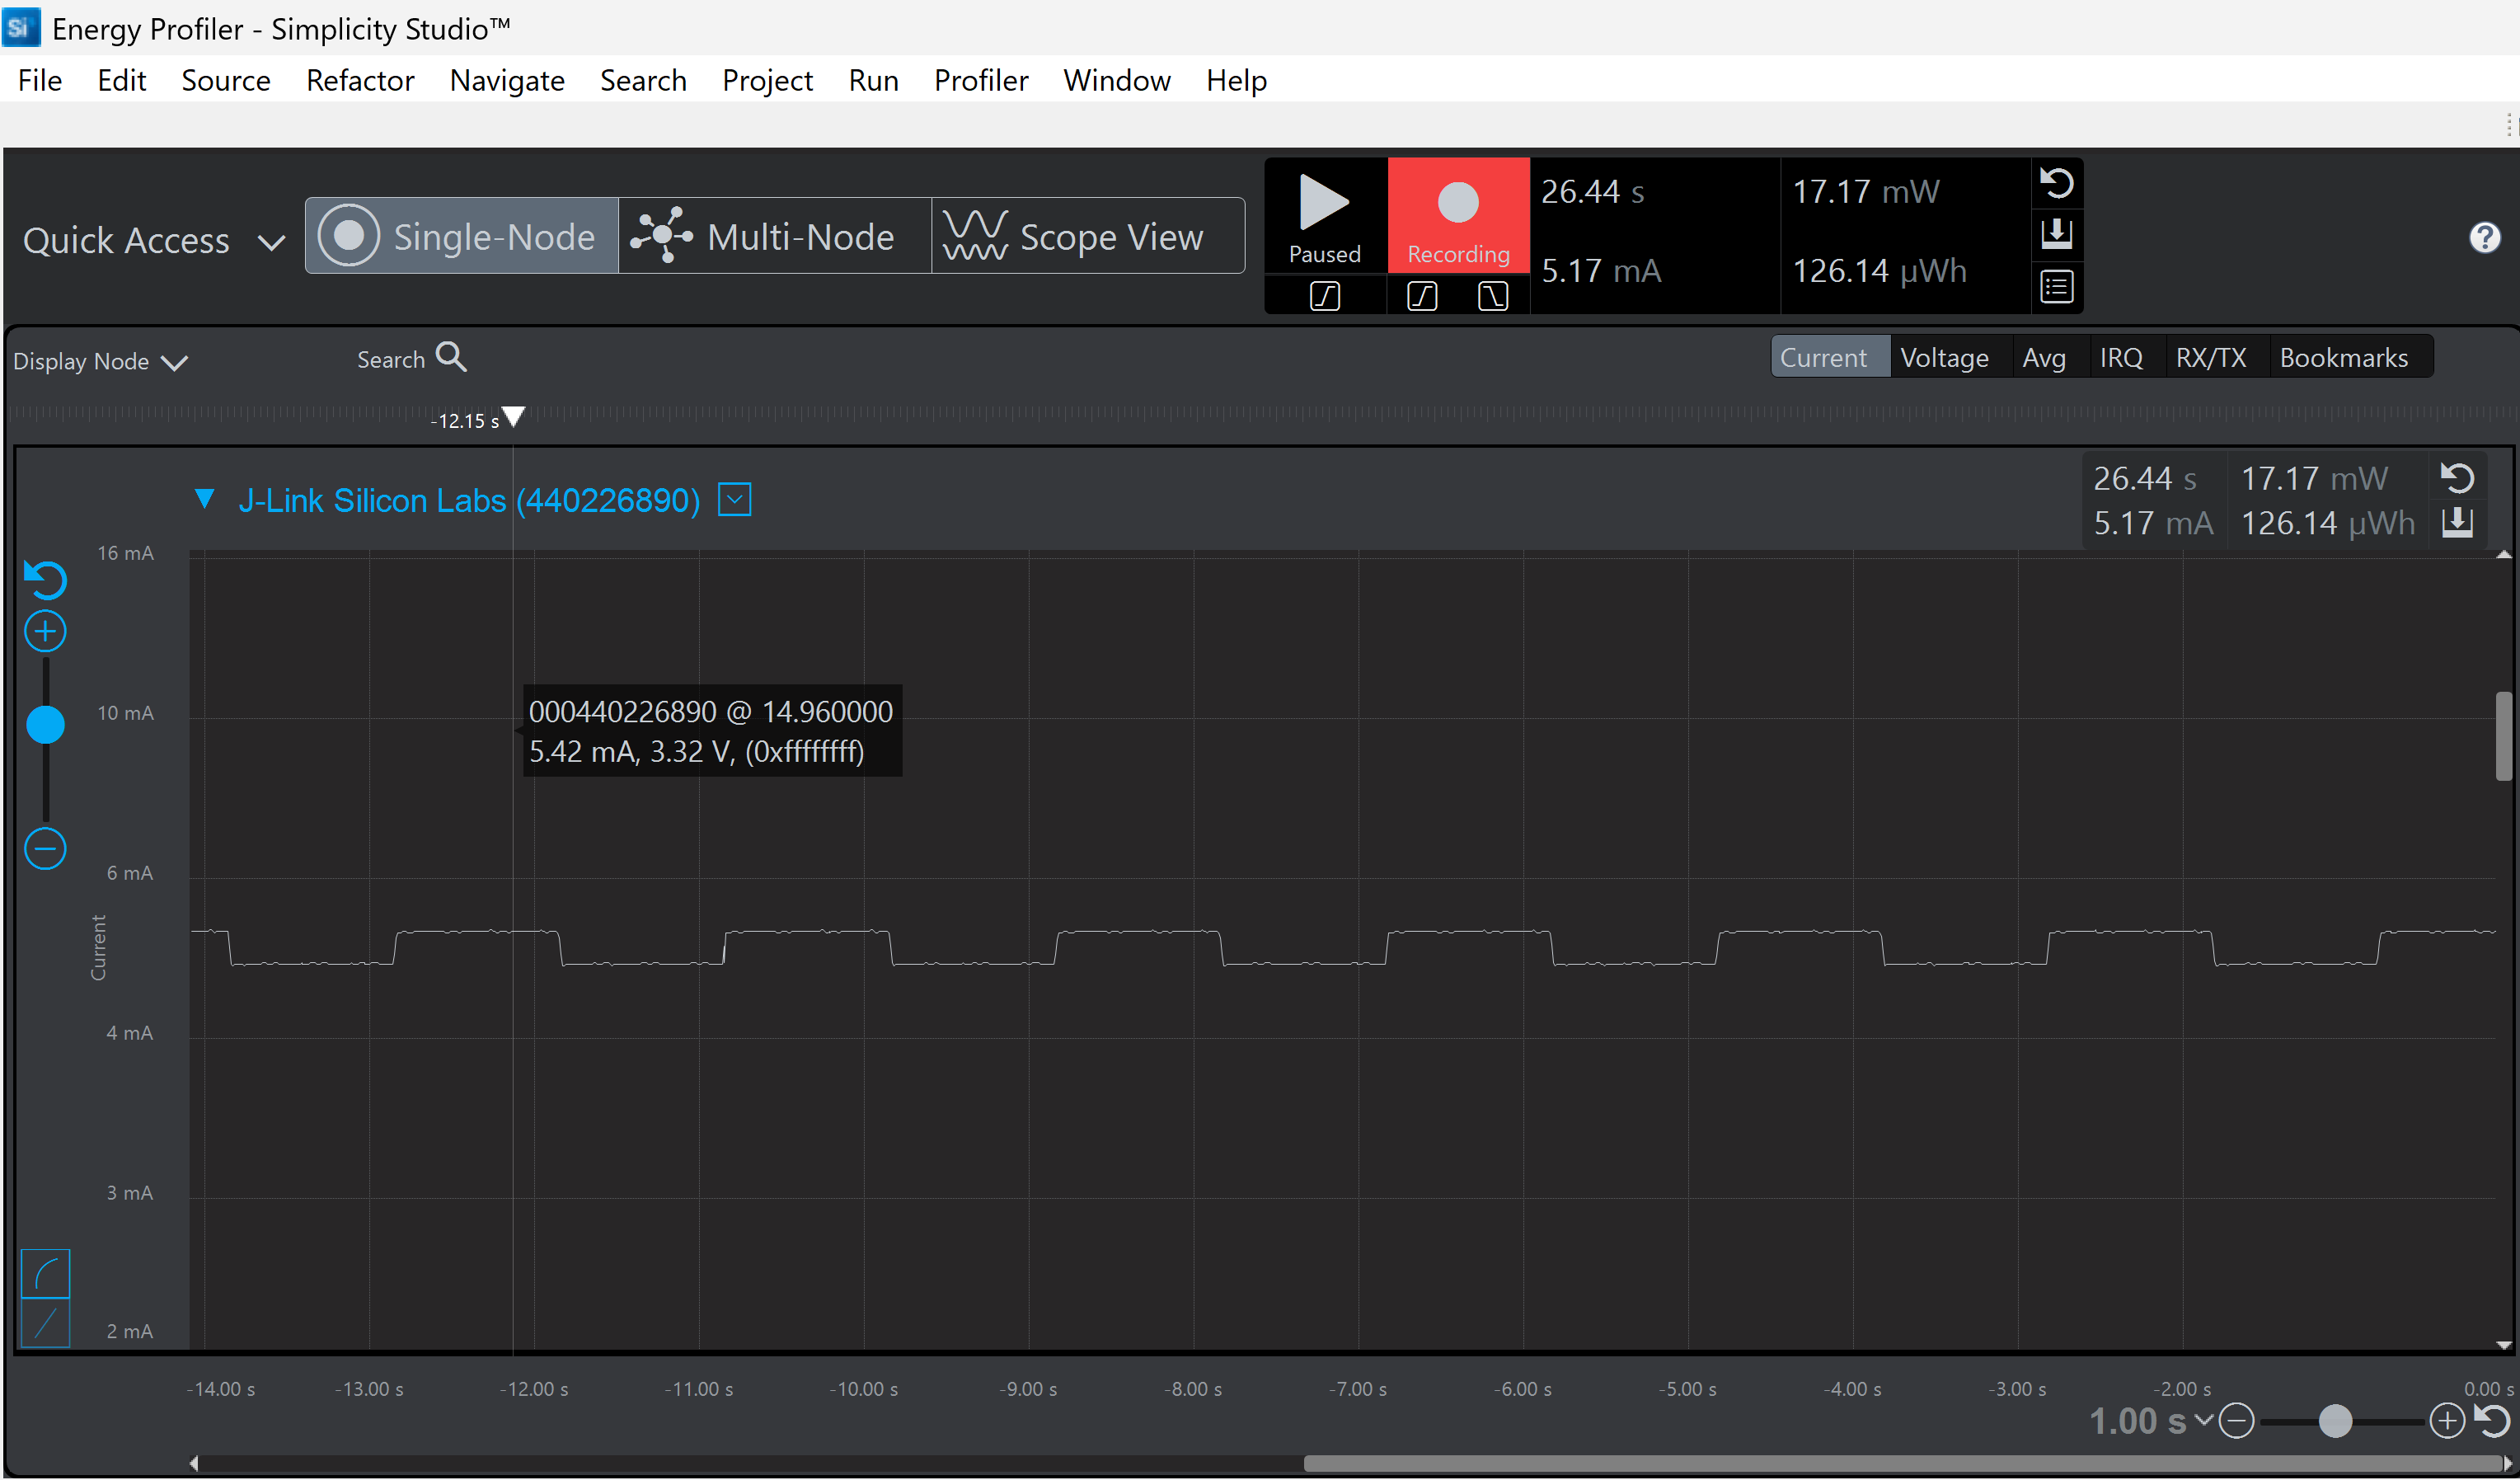 Si Energy Profiler - Simplicity Studio™
File Edit Source Refactor Navigate Search Project Run Profiler Window Help
Quick Access Single-Node Multi-Node Scope View
Paused Recording
26.44 s 17.17 mW
5.17 mA 126.14 µWh
?
Display Node Search Current Voltage Avg IRQ RX/TX Bookmarks
-12.15 s
J-Link Silicon Labs (440226890)
26.44 s 17.17 mW
5.17 mA 126.14 µWh
16 mA
10 mA
000440226890 @ 14.960000
5.42 mA, 3.32 V, (0xffffffff)
6 mA
Current
4 mA
3 mA
2 mA
-14.00 s -13.00 s -12.00 s -11.00 s -10.00 s -9.00 s -8.00 s -7.00 s -6.00 s -5.00 s -4.00 s -3.00 s -2.00 s 0.00 s
1.00 s